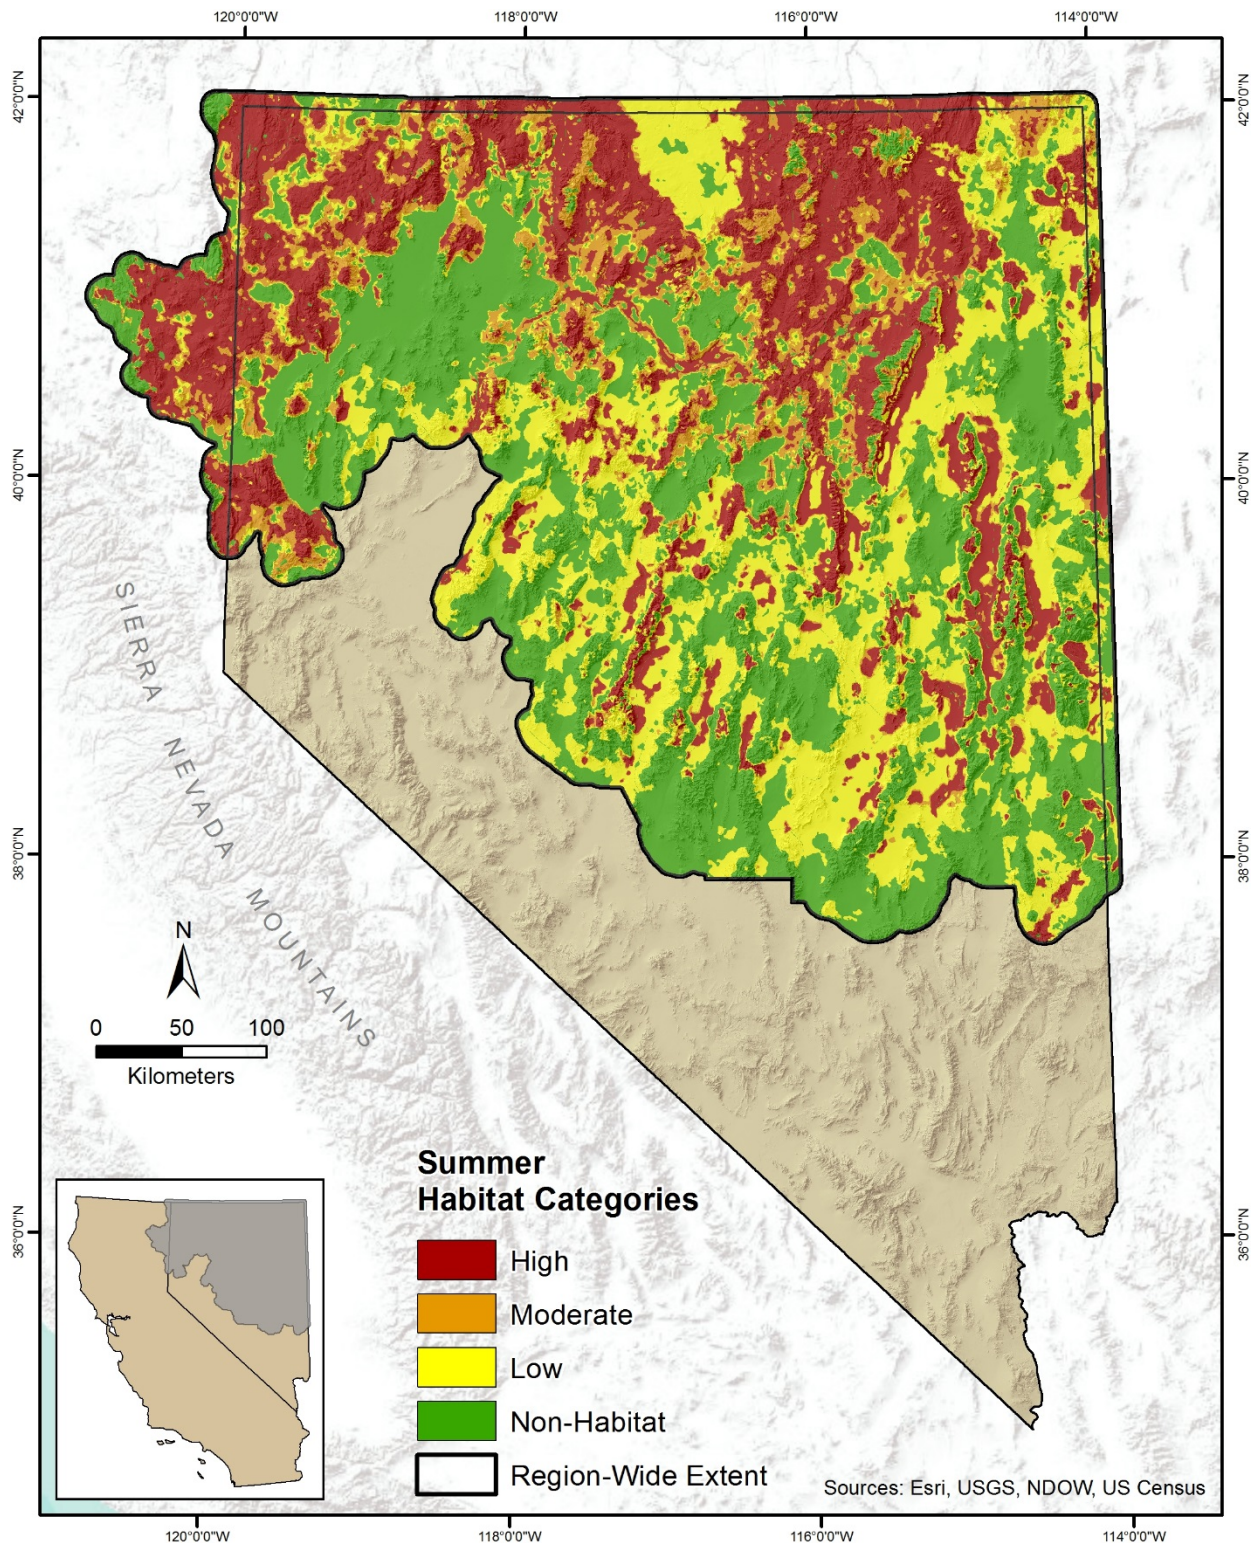 120°0'0"W 118°0'0"W 116°0'0"W 114°0'0"W
42°0'0"N 42°0'0"N
40°0'0"N 40°0'0"N
SIERRA NEVADA MOUNTAINS
38°0'0"N 38°0'0"N
N
0 50 100
Kilometers
Summer
Habitat Categories
36°0'0"N 36°0'0"N
High
Moderate
Low
Non-Habitat
Region-Wide Extent
Sources: Esri, USGS, NDOW, US Census
120°0'0"W 118°0'0"W 116°0'0"W 114°0'0"W